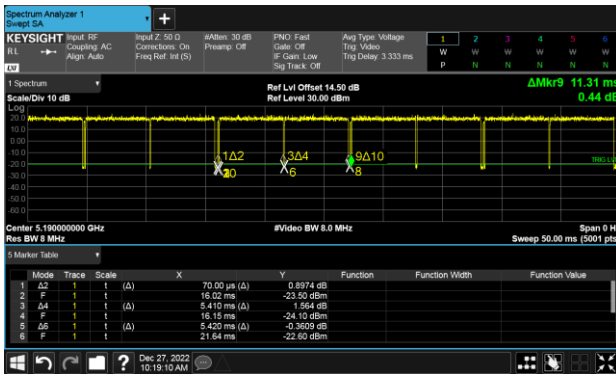 Spectrum Analyzer 1
Swept SA
KEYSIGHT Input: RF Input Z: 50 Ω #Atten: 30 dB PNO: Fast Avg Type: Voltage 1 2 3 4 5 6
RL Coupling: AC Corrections: On Preamp: Off Gate: Off Trig: Video W W W W W W
Align: Auto Freq Ref: Int (S) IF Gain: Low Trig Delay: 3.333 ms P N N N N N
LXI Sig Track: Off
1 Spectrum Ref Lvl Offset 14.50 dB ΔMkr9 11.31 ms
Scale/Div 10 dB Ref Level 30.00 dBm 0.44 dB
Log
20.0
10.0
0.00
-10.0
1Δ2 3Δ4 9Δ10
-20.0 TRIG LVL
6 8
-30.0
-40.0
-50.0
-60.0
Center 5.190000000 GHz #Video BW 8.0 MHz Span 0 Hz
Res BW 8 MHz Sweep 50.00 ms (5001 pts)
5 Marker Table
Mode Trace Scale X Y Function Function Width Function Value
1 Δ2 1 t (Δ) 70.00 µs (Δ) 0.8974 dB
2 F 1 t 16.02 ms -23.50 dBm
3 Δ4 1 t (Δ) 5.410 ms (Δ) 1.564 dB
4 F 1 t 16.15 ms -24.10 dBm
5 Δ6 1 t (Δ) 5.420 ms (Δ) -0.3609 dB
6 F 1 t 21.64 ms -22.60 dBm
? Dec 27, 2022
10:19:10 AM